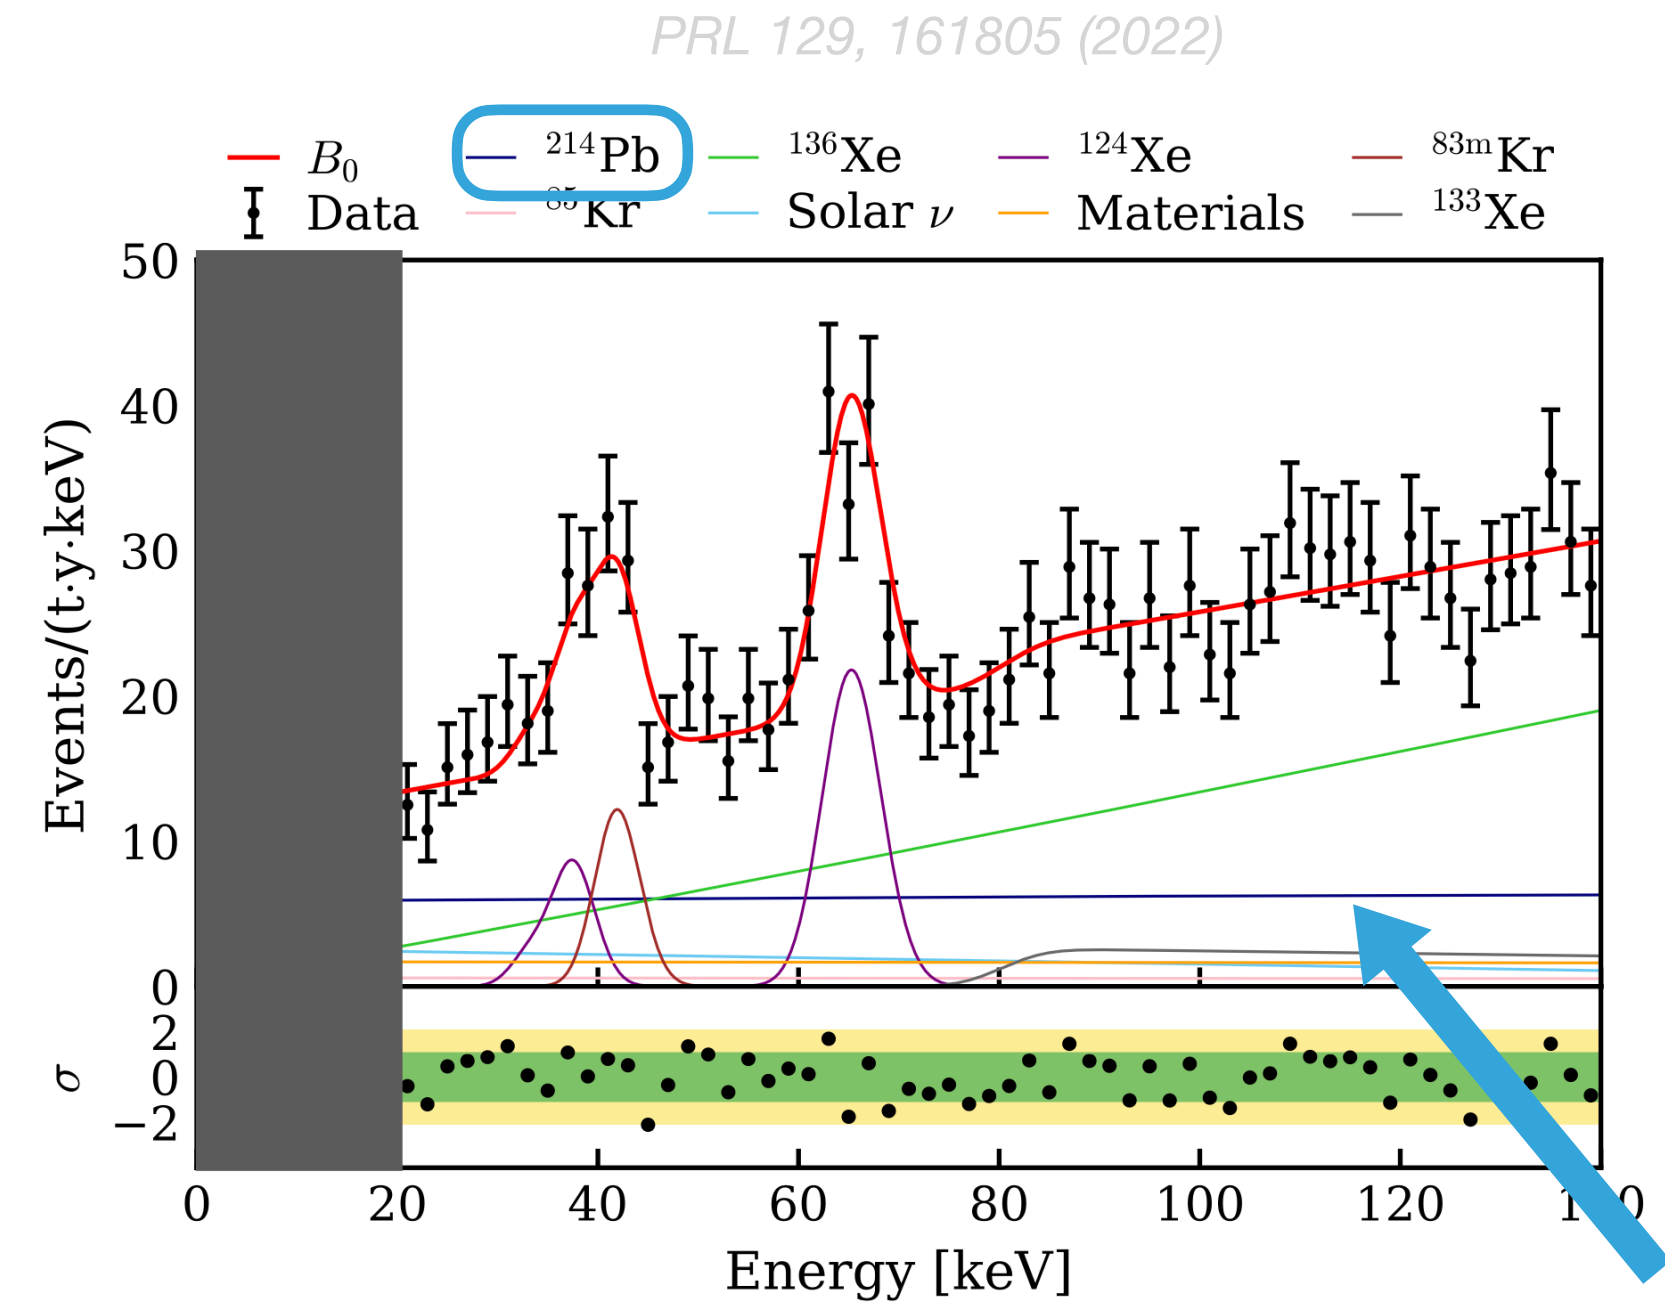 PRL 129, 161805 (2022)
B₀ ²¹⁴Pb ¹³⁶Xe ¹²⁴Xe ⁸³ᵐKr
Data ⁸⁵Kr Solar ν Materials ¹³³Xe
50
40
30
20
10
0
Events/(t·y·keV)
2
0
−2
σ
0 20 40 60 80 100 120
Energy [keV]